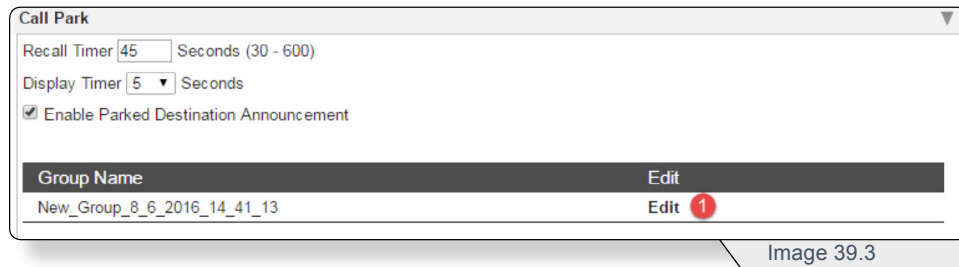 Call Park
Recall Timer 45 Seconds (30 - 600)
Display Timer 5 Seconds
Enable Parked Destination Announcement
Group Name Edit
New_Group_8_6_2016_14_41_13 Edit 1
Image 39.3